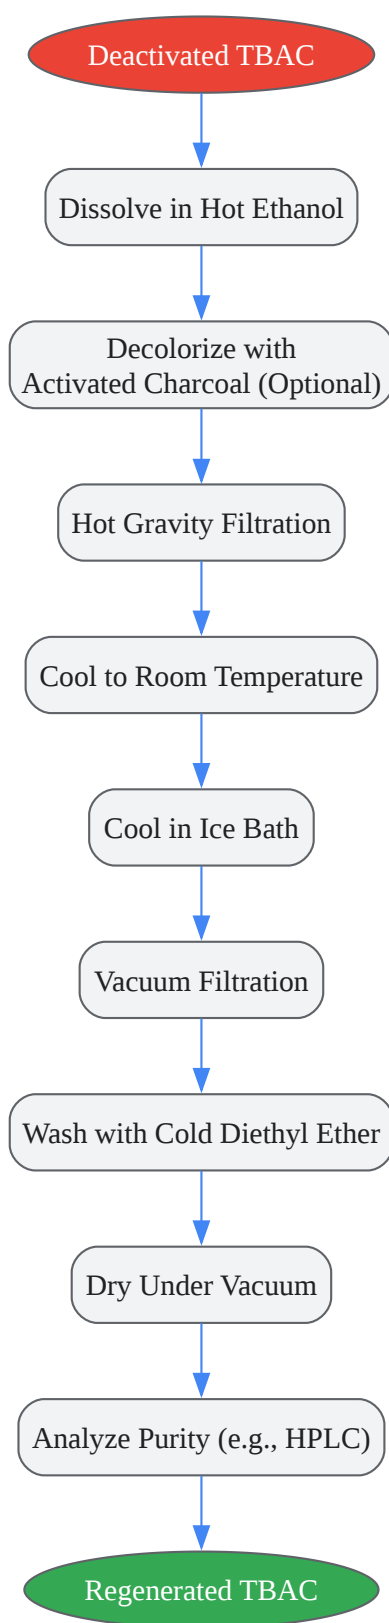 Deactivated TBAC
Dissolve in Hot Ethanol
Decolorize with
Activated Charcoal (Optional)
Hot Gravity Filtration
Cool to Room Temperature
Cool in Ice Bath
Vacuum Filtration
Wash with Cold Diethyl Ether
Dry Under Vacuum
Analyze Purity (e.g., HPLC)
Regenerated TBAC